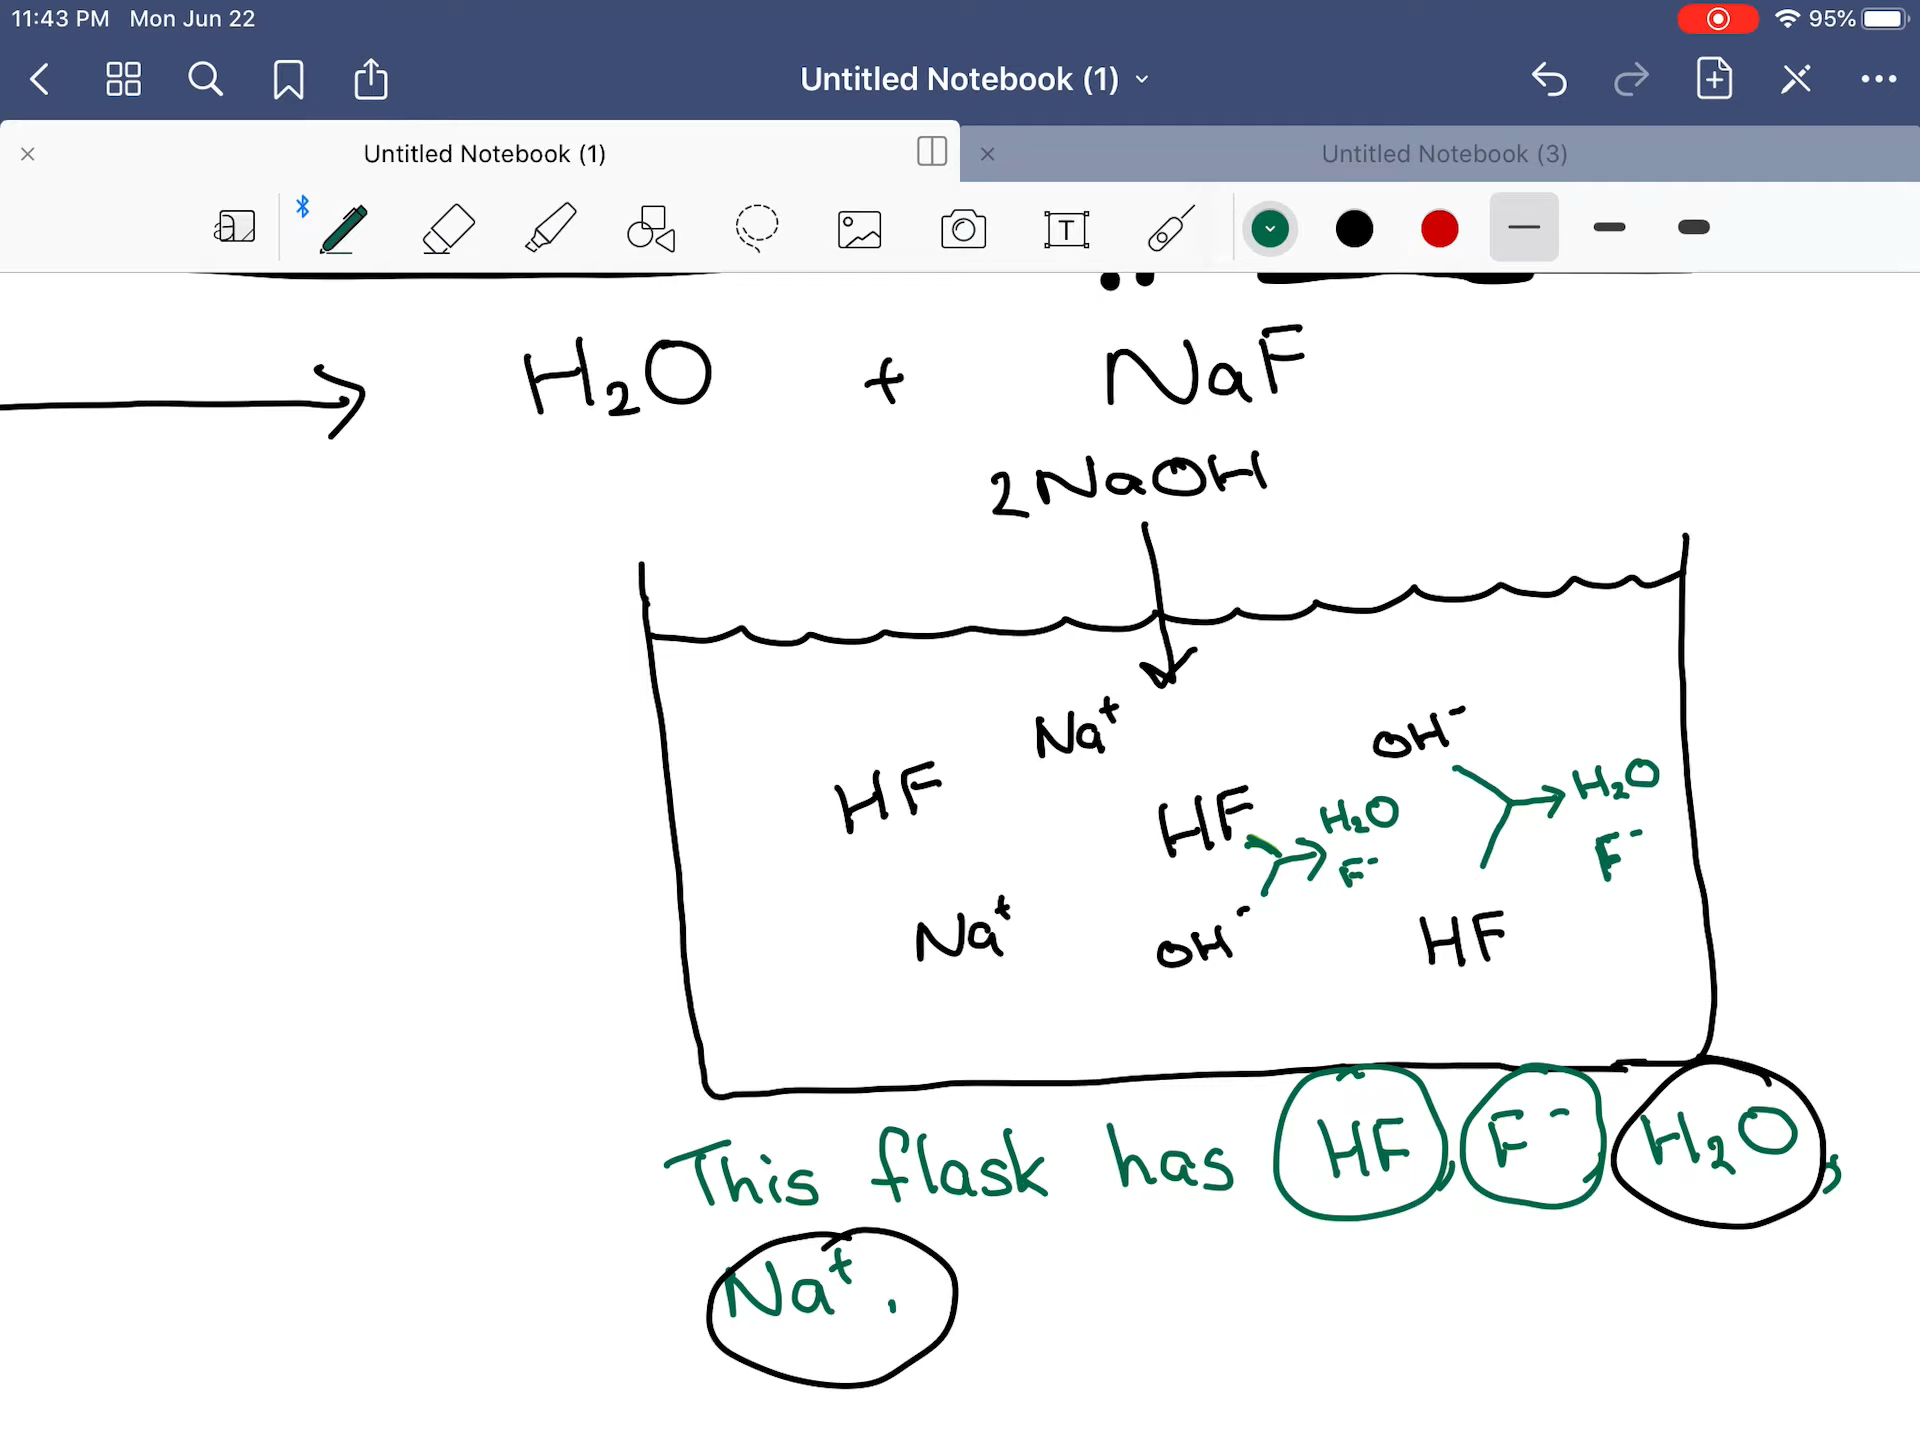 11:43 PM Mon Jun 22 95%
Untitled Notebook (1)
Untitled Notebook (1) Untitled Notebook (3)
H₂O + NaF
2NaOH
Na⁺ OH⁻
HF HF H₂O H₂O
F⁻ F⁻
Na⁺ OH⁻ HF
This flask has HF, F⁻, H₂O,
Na⁺.